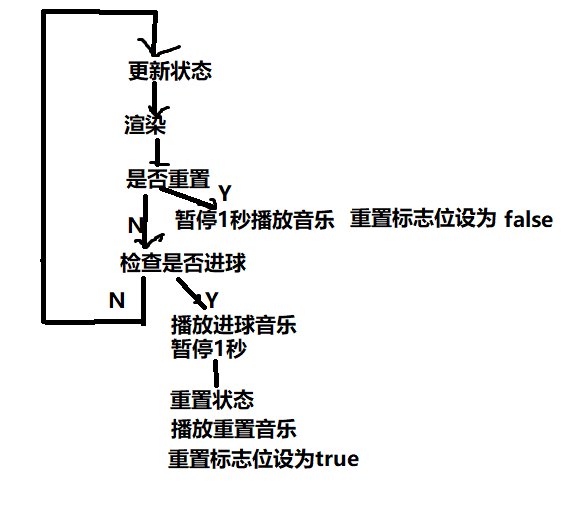 更新状态
渲染
是否重置
Y
暂停1秒播放音乐 重置标志位设为 false
N
检查是否进球
N
Y
播放进球音乐
暂停1秒
重置状态
播放重置音乐
重置标志位设为true